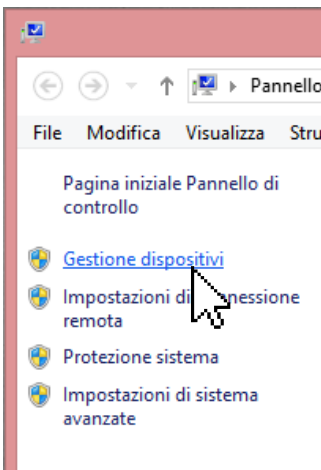 Pannello
File Modifica Visualizza Stru
Pagina iniziale Pannello di
controllo
Gestione dispositivi
Impostazioni di
remota
Protezione sistema
Impostazioni di sistema
avanzate